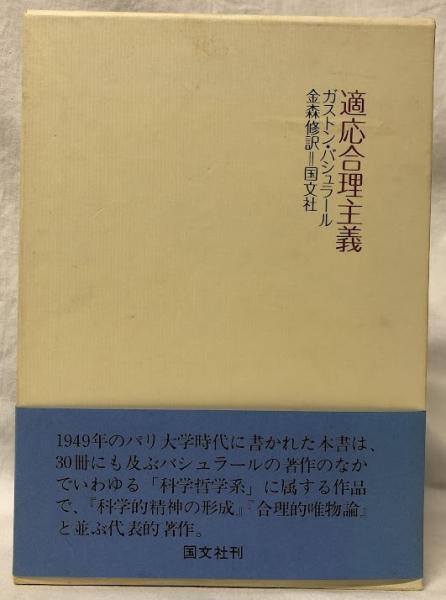 適応合理主義
ガストン・バシュラール
金森修訳=国文社
1949年のパリ大学時代に書かれた本書は、
30冊にも及ぶバシュラールの著作のなか
でいわゆる「科学哲学系」に属する作品
で、『科学的精神の形成』『合理的唯物論』
と並ぶ代表的著作。
国文社刊